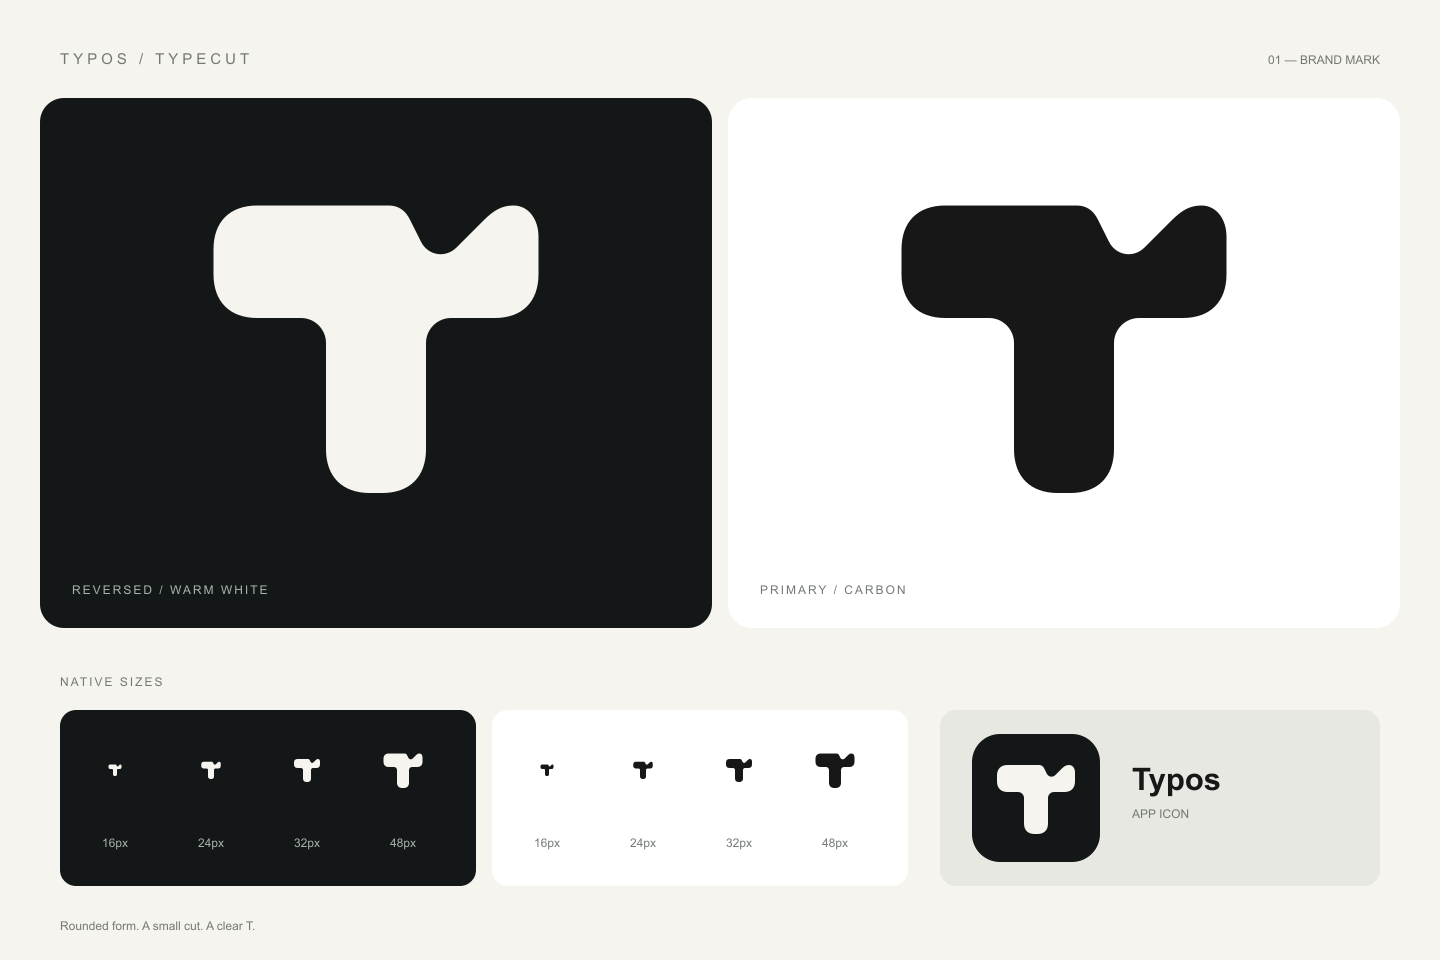 TYPOS / TYPECUT
01 — BRAND MARK
REVERSED / WARM WHITE
PRIMARY / CARBON
NATIVE SIZES
16px 24px 32px 48px
16px 24px 32px 48px
Typos
APP ICON
Rounded form. A small cut. A clear T.